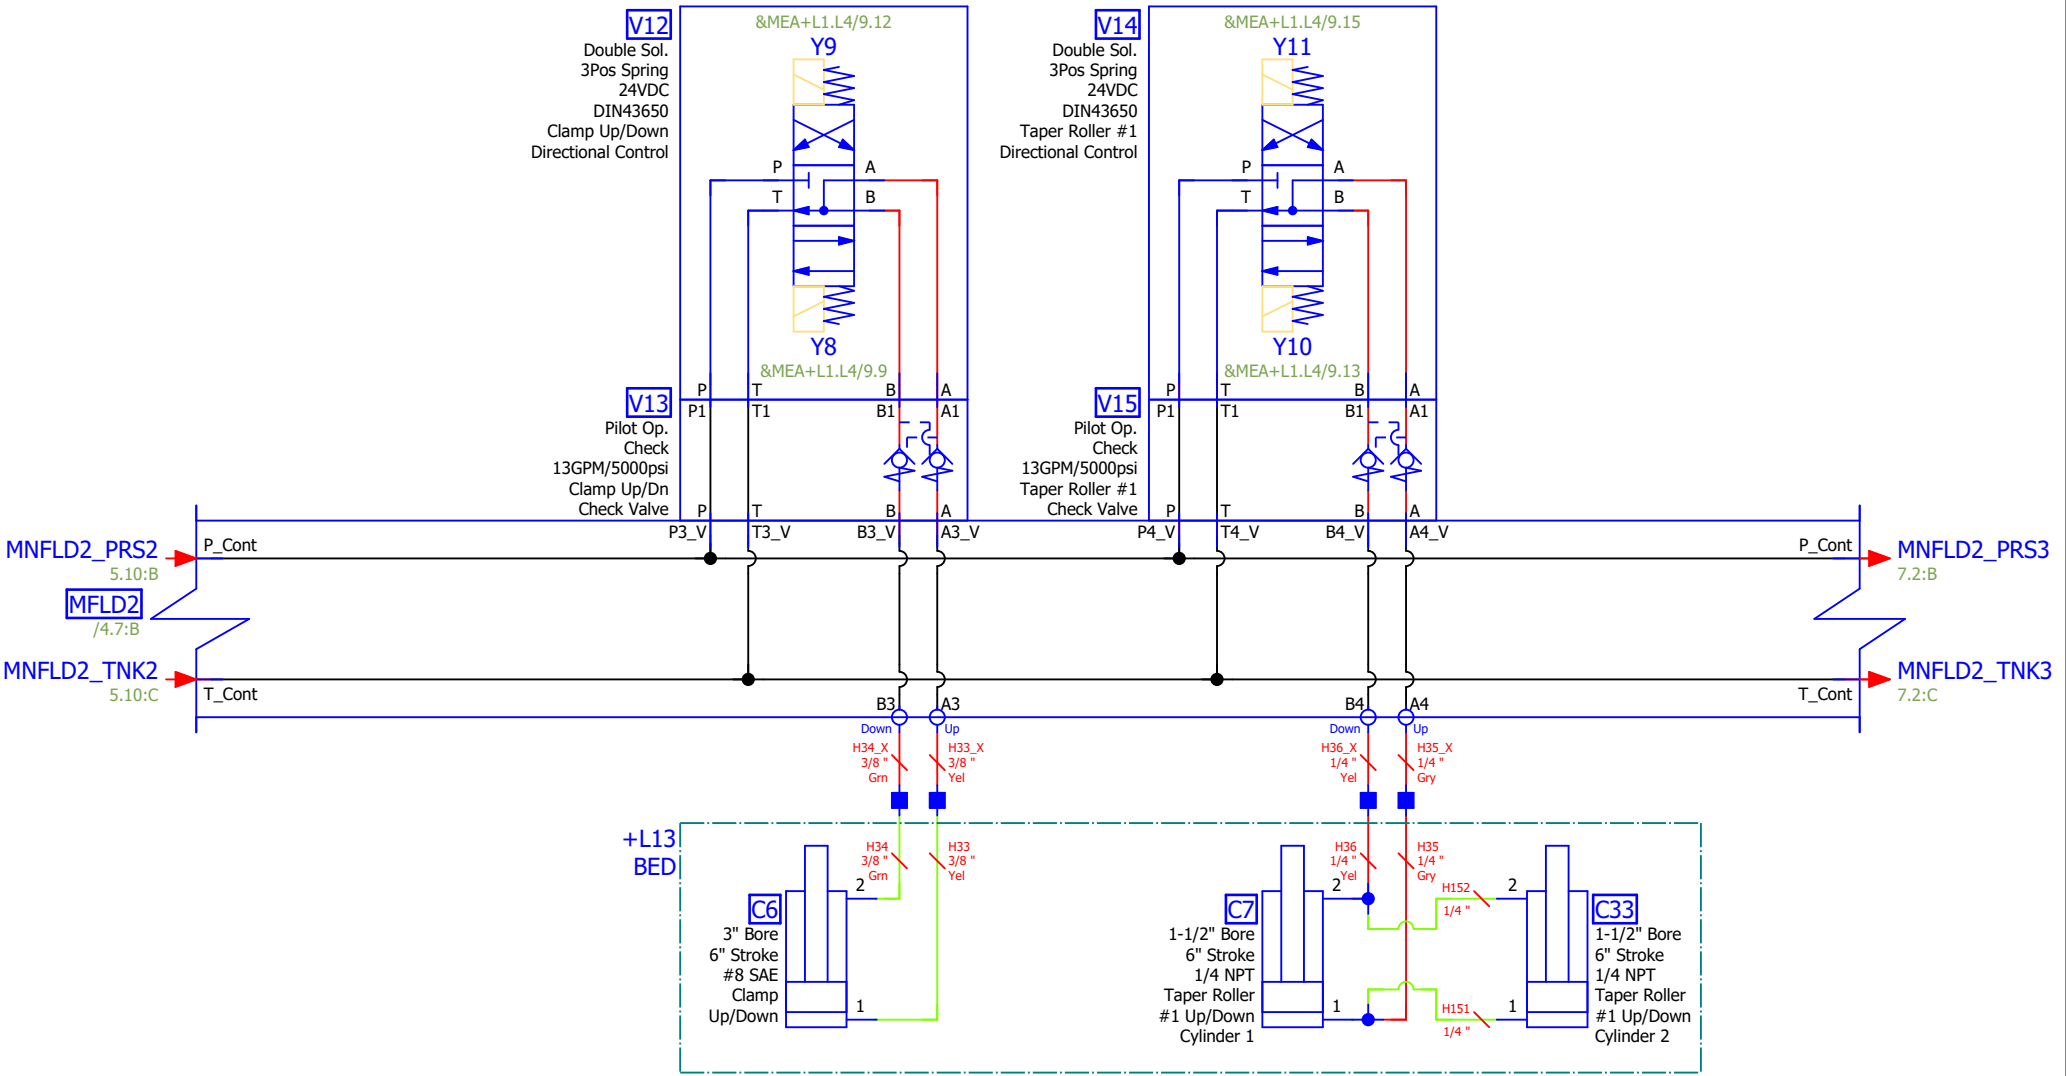 V12
Double Sol.
3Pos Spring
24VDC
DIN43650
Clamp Up/Down
Directional Control
&MEA+L1.L4/9.12
Y9
P
A
T
B
Y8
&MEA+L1.L4/9.9
P
T
B
A
V14
Double Sol.
3Pos Spring
24VDC
DIN43650
Taper Roller #1
Directional Control
&MEA+L1.L4/9.15
Y11
P
A
T
B
Y10
&MEA+L1.L4/9.13
P
T
B
A
V13
Pilot Op.
Check
13GPM/5000psi
Clamp Up/Dn
Check Valve
P1
T1
B1
A1
P
T
B
A
V15
Pilot Op.
Check
13GPM/5000psi
Taper Roller #1
Check Valve
P1
T1
B1
A1
P
T
B
A
P3_V
T3_V
B3_V
A3_V
P4_V
T4_V
B4_V
A4_V
MNFLD2_PRS2
5.10:B
P_Cont
P_Cont
MNFLD2_PRS3
7.2:B
MFLD2
/4.7:B
MNFLD2_TNK2
5.10:C
T_Cont
T_Cont
MNFLD2_TNK3
7.2:C
B3
A3
B4
A4
Down
Up
Down
Up
H34_X
3/8 "
Grn
H33_X
3/8 "
Yel
H36_X
1/4 "
Yel
H35_X
1/4 "
Gry
+L13
BED
H34
3/8 "
Grn
H33
3/8 "
Yel
H36
1/4 "
Yel
H35
1/4 "
Gry
C6
3" Bore
6" Stroke
#8 SAE
Clamp
Up/Down
2
1
C7
1-1/2" Bore
6" Stroke
1/4 NPT
Taper Roller
#1 Up/Down
Cylinder 1
2
1
H152
1/4 "
H151
1/4 "
2
1
C33
1-1/2" Bore
6" Stroke
1/4 NPT
Taper Roller
#1 Up/Down
Cylinder 2